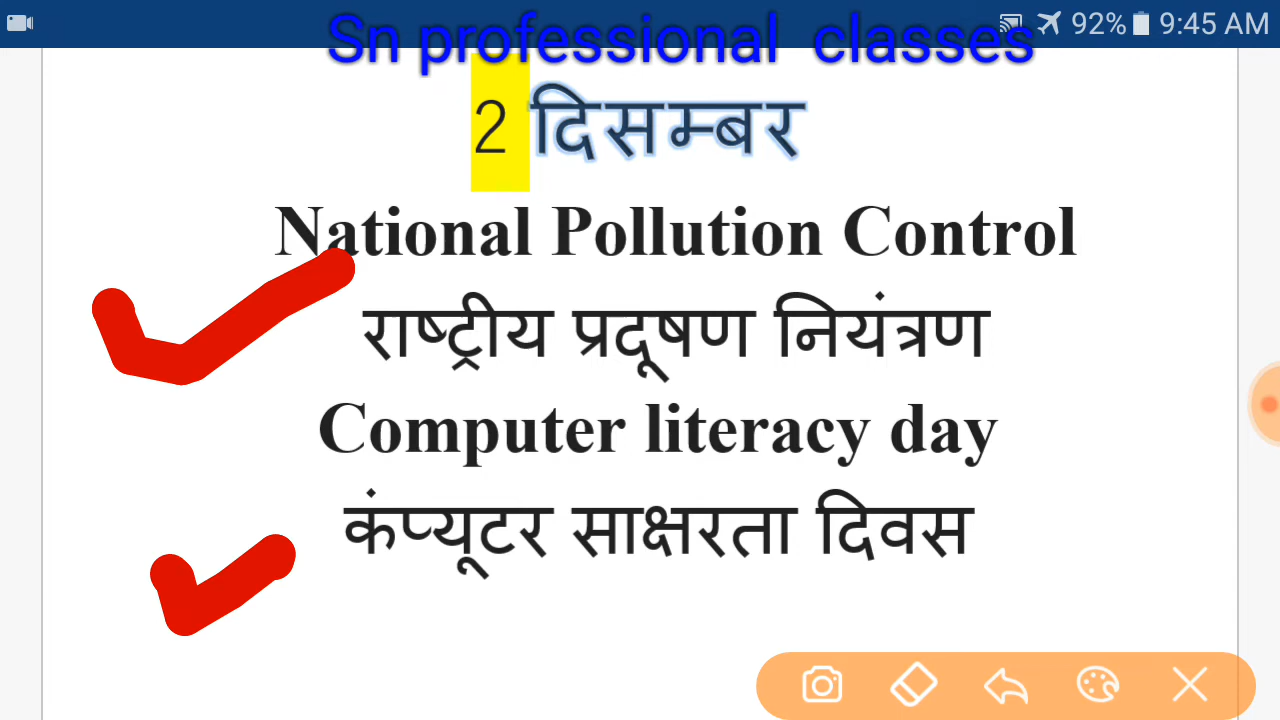 92% 9:45 AM
Sn professional classes
2 दिसम्बर
National Pollution Control
राष्ट्रीय प्रदूषण नियंत्रण
Computer literacy day
कंप्यूटर साक्षरता दिवस